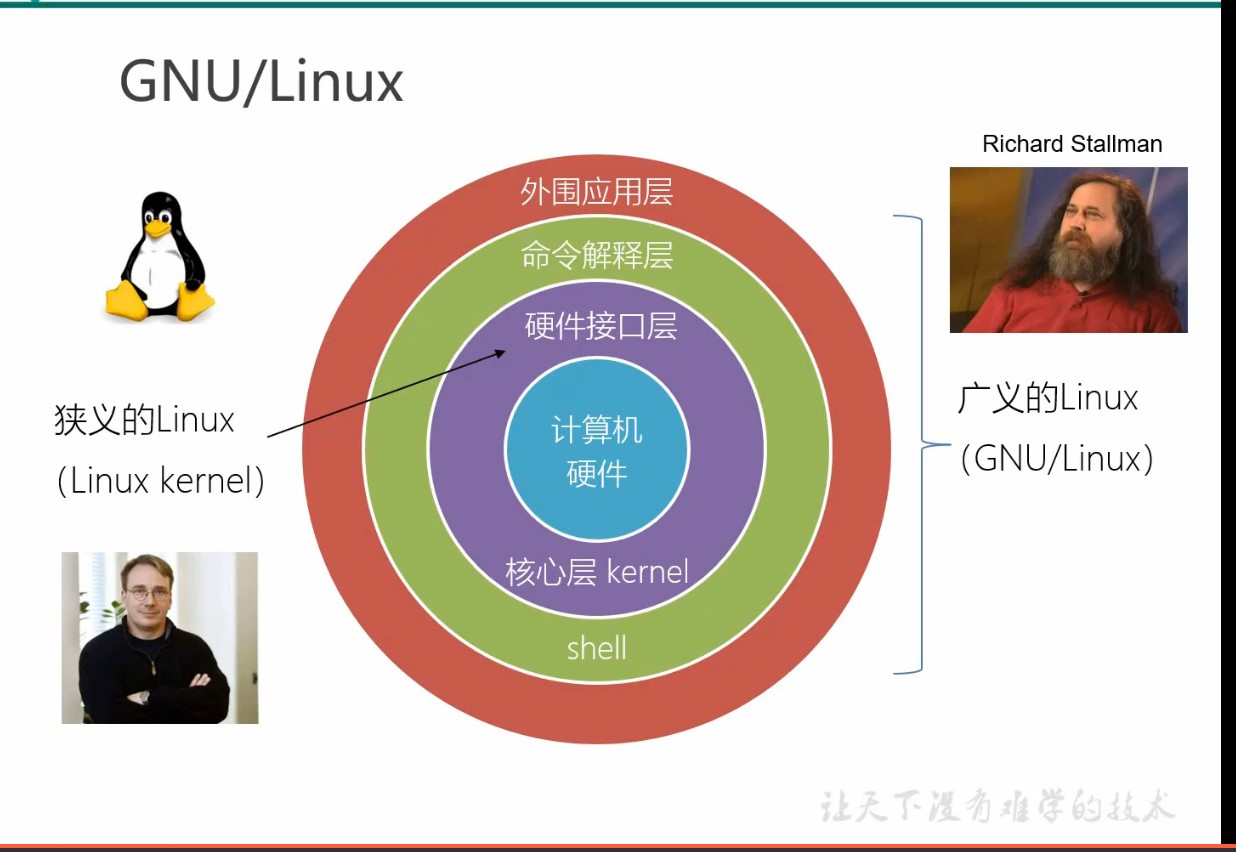 GNU/Linux
Richard Stallman
外围应用层
命令解释层
硬件接口层
计算机
硬件
核心层 kernel
shell
狭义的Linux
(Linux kernel)
广义的Linux
(GNU/Linux)
让天下没有难学的技术